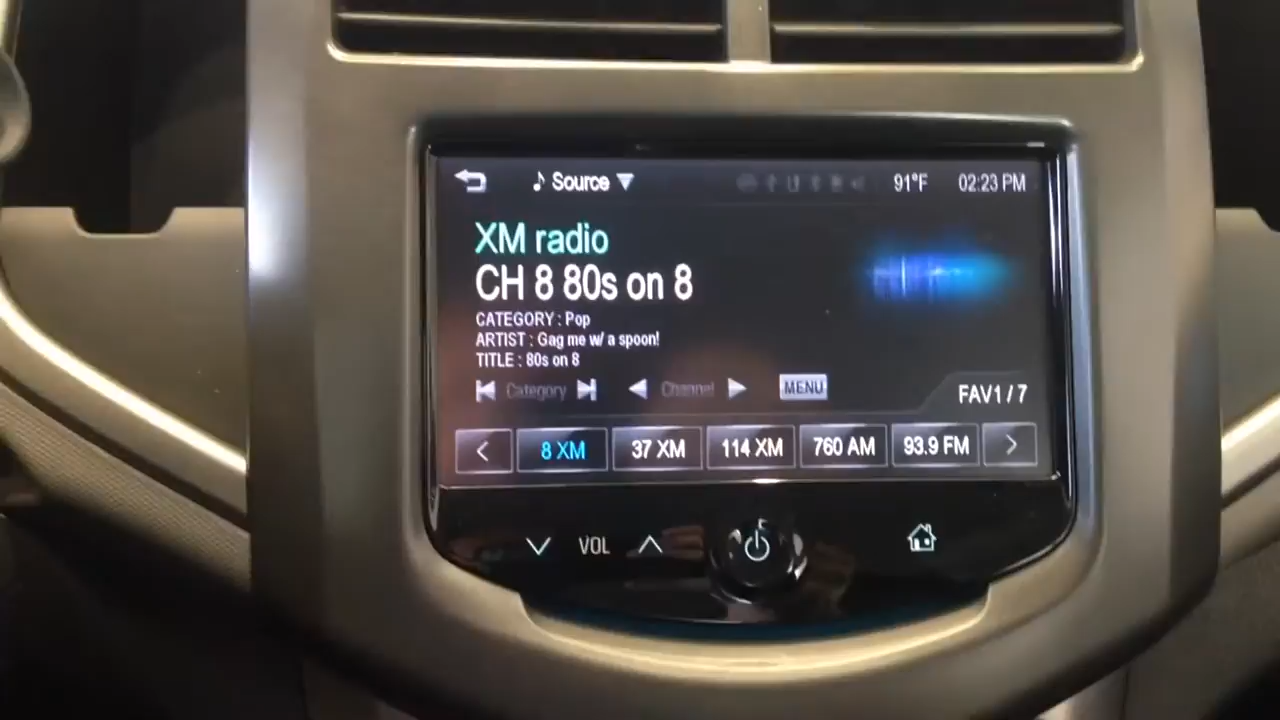 Source
91°F
02:23 PM
XM radio
CH 8 80s on 8
CATEGORY : Pop
ARTIST : Gag me w/ a spoon!
TITLE : 80s on 8
Category
Channel
MENU
FAV1 / 7
8 XM
37 XM
114 XM
760 AM
93.9 FM
VOL